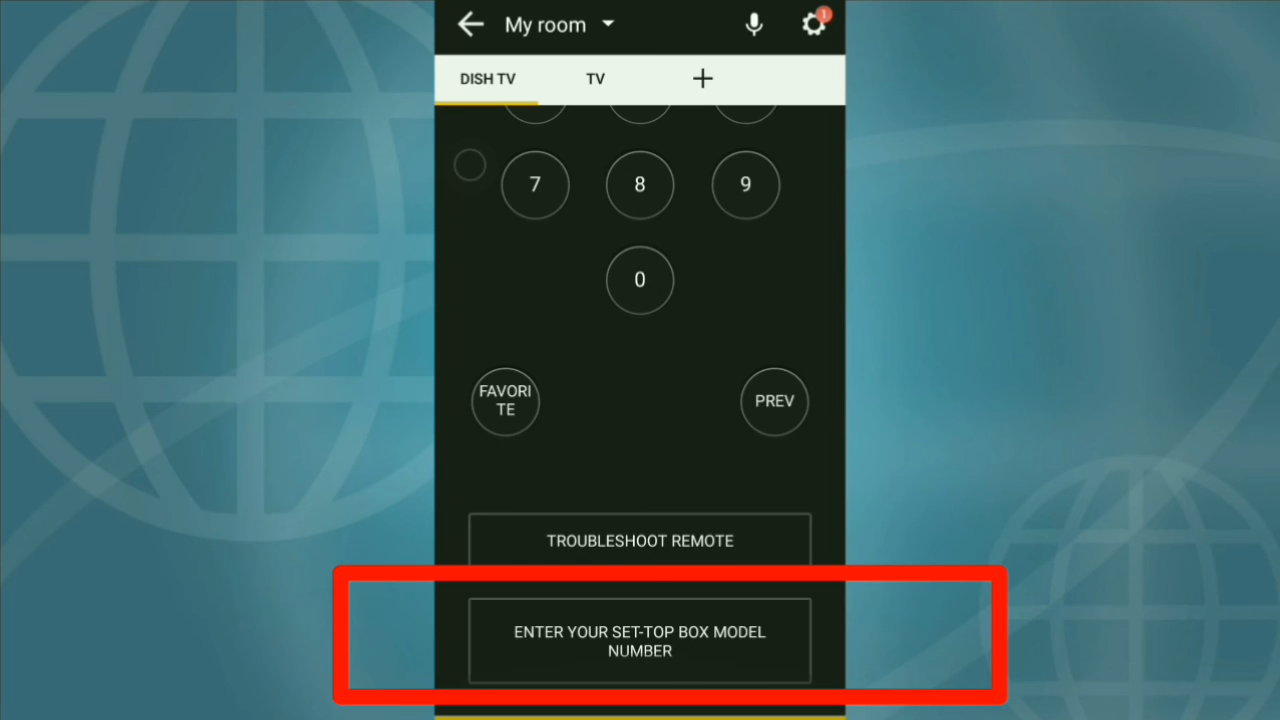 My room
1
DISH TV
TV
7
8
9
0
FAVORI
TE
PREV
TROUBLESHOOT REMOTE
ENTER YOUR SET-TOP BOX MODEL
NUMBER